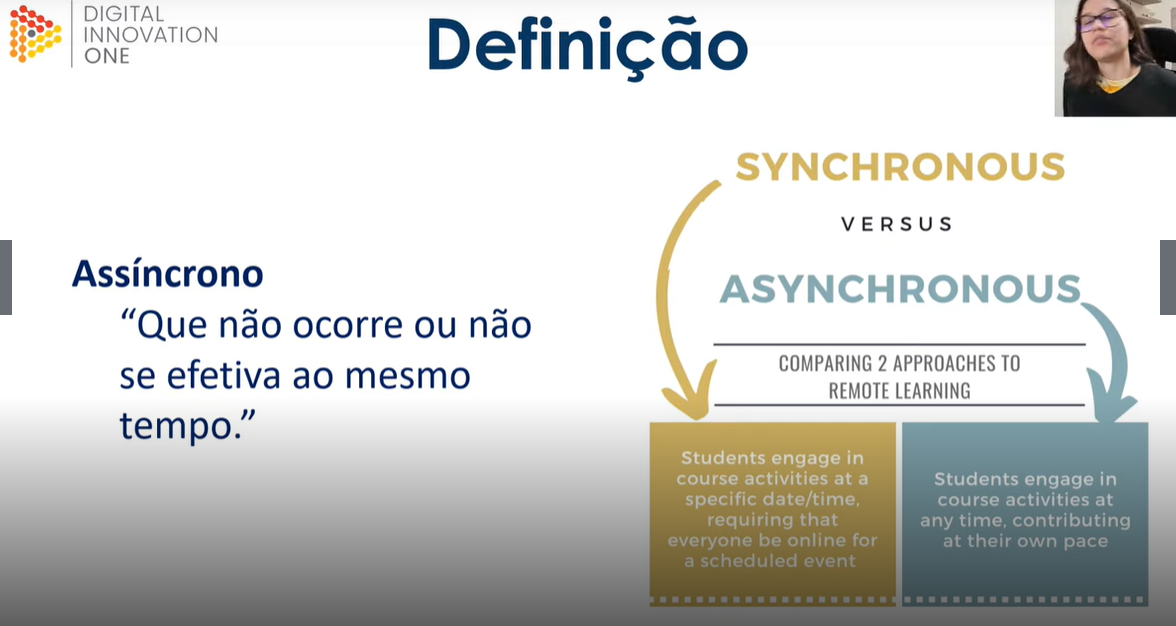 DIGITAL
INNOVATION
ONE
Definição
Assíncrono
“Que não ocorre ou não
se efetiva ao mesmo
tempo.”
SYNCHRONOUS
VERSUS
ASYNCHRONOUS
COMPARING 2 APPROACHES TO
REMOTE LEARNING
Students engage in
course activities at a
specific date/time,
requiring that
everyone be online for
a scheduled event
Students engage in
course activities at
any time, contributing
at their own pace